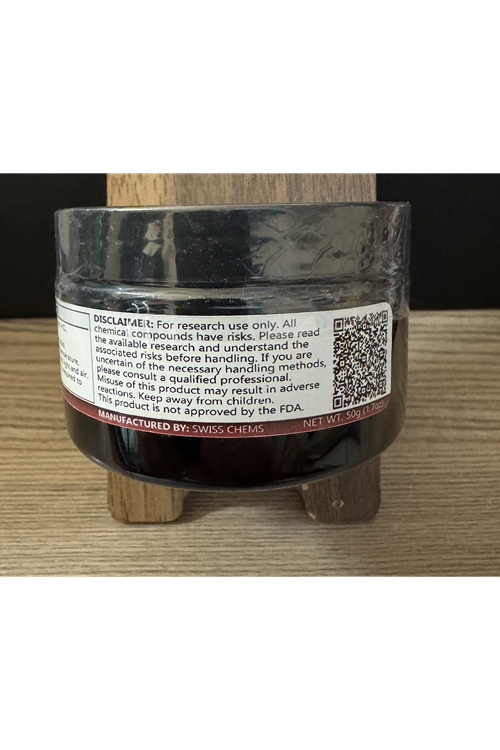 DISCLAIMER: For research use only. All
chemical compounds have risks. Please read
the available research and understand the
associated risks before handling. If you are
uncertain of the necessary handling methods,
please consult a qualified professional.
Misuse of this product may result in adverse
reactions. Keep away from children.
This product is not approved by the FDA.
MANUFACTURED BY: SWISS CHEMS
NET WT. 50g (1.7oz)